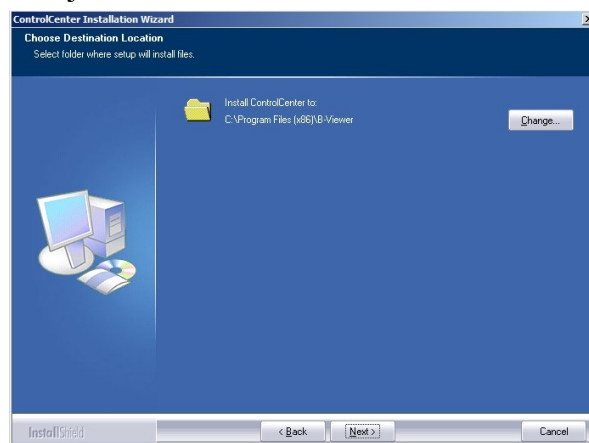 ControlCenter Installation Wizard
Choose Destination Location
Select folder where setup will install files.
Install ControlCenter to:
C:\Program Files (x86)\B-Viewer
Change...
InstallShield
< Back
Next >
Cancel